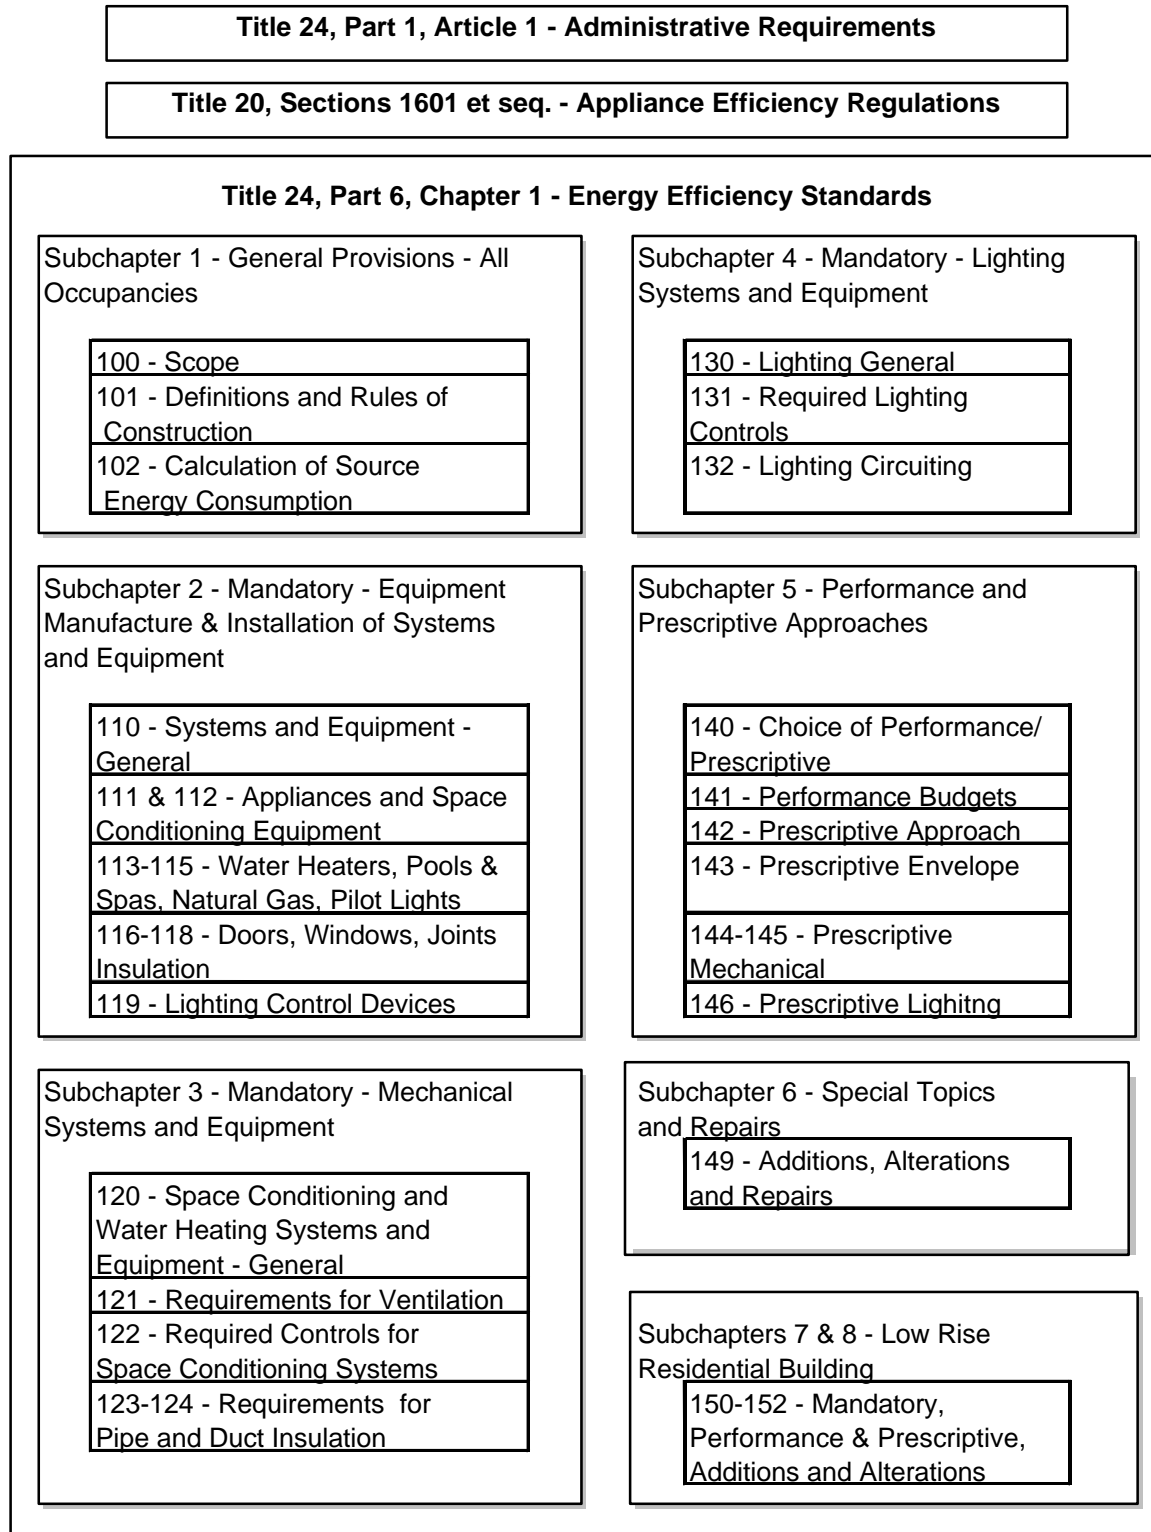 Title 24, Part 1, Article 1 - Administrative Requirements
Title 20, Sections 1601 et seq. - Appliance Efficiency Regulations
Title 24, Part 6, Chapter 1 - Energy Efficiency Standards
Subchapter 1 - General Provisions - All
Occupancies
100 - Scope
101 - Definitions and Rules of
Construction
102 - Calculation of Source
Energy Consumption
Subchapter 2 - Mandatory - Equipment
Manufacture & Installation of Systems
and Equipment
110 - Systems and Equipment -
General
111 & 112 - Appliances and Space
Conditioning Equipment
113-115 - Water Heaters, Pools &
Spas, Natural Gas, Pilot Lights
116-118 - Doors, Windows, Joints
Insulation
119 - Lighting Control Devices
Subchapter 3 - Mandatory - Mechanical
Systems and Equipment
120 - Space Conditioning and
Water Heating Systems and
Equipment - General
121 - Requirements for Ventilation
122 - Required Controls for
Space Conditioning Systems
123-124 - Requirements  for
Pipe and Duct Insulation
Subchapter 4 - Mandatory - Lighting
Systems and Equipment
130 - Lighting General
131 - Required Lighting
Controls
132 - Lighting Circuiting
Subchapter 5 - Performance and
Prescriptive Approaches
140 - Choice of Performance/
Prescriptive
141 - Performance Budgets
142 - Prescriptive Approach
143 - Prescriptive Envelope
144-145 - Prescriptive
Mechanical
146 - Prescriptive Lighitng
Subchapter 6 - Special Topics
and Repairs
149 - Additions, Alterations
and Repairs
Subchapters 7 & 8 - Low Rise
Residential Building
150-152 - Mandatory,
Performance & Prescriptive,
Additions and Alterations